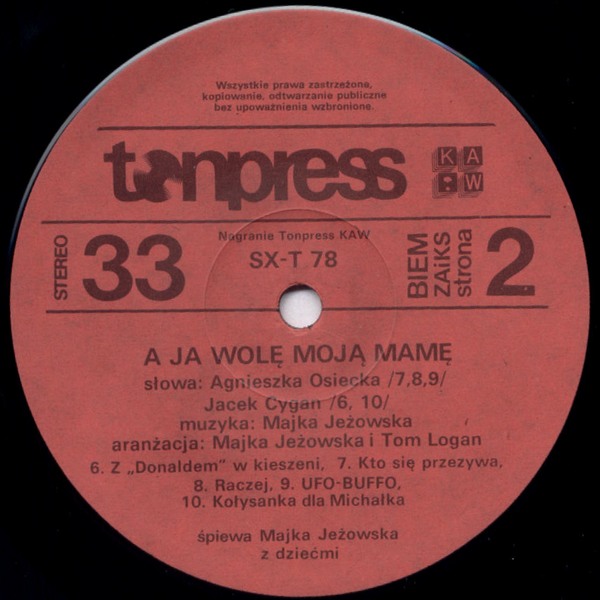 Wszystkie prawa zastrzeżone,
kopiowanie, odtwarzanie publiczne
bez upoważnienia wzbronione.
tonpress KAW
STEREO 33
Nagranie Tonpress KAW
SX-T 78
BIEM
ZAiKS
strona 2
A JA WOLĘ MOJĄ MAMĘ
słowa: Agnieszka Osiecka /7,8,9/
Jacek Cygan /6, 10/
muzyka: Majka Jeżowska
aranżacja: Majka Jeżowska i Tom Logan
6. Z „Donaldem" w kieszeni, 7. Kto się przezywa,
8. Raczej, 9. UFO-BUFFO,
10. Kołysanka dla Michałka
śpiewa Majka Jeżowska
z dziećmi